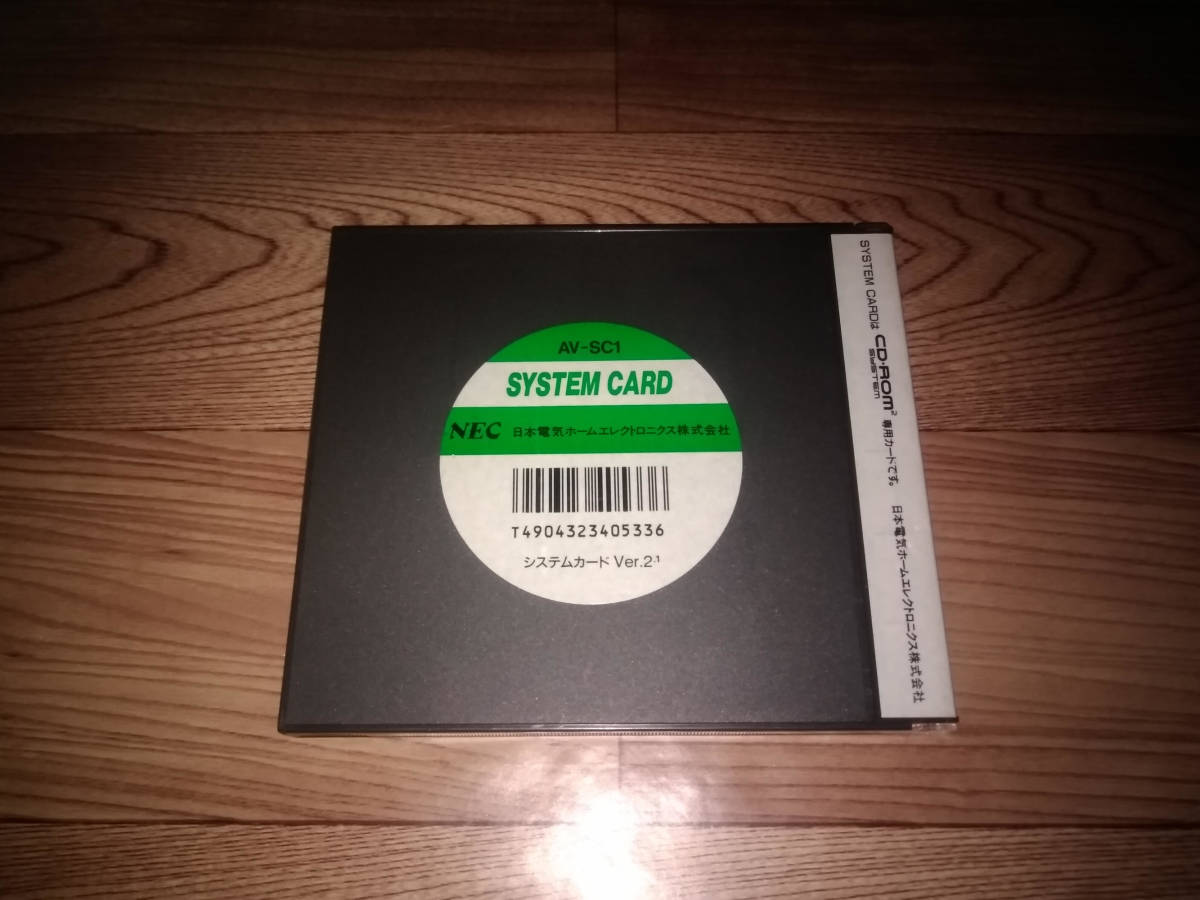 AV-SC1
SYSTEM CARD
NEC 日本電気ホームエレクトロニクス株式会社
T4904323405336
システムカード Ver.2.1
SYSTEM CARDは CD-ROM2 SYSTEM 専用カードです。 日本電気ホームエレクトロニクス株式会社